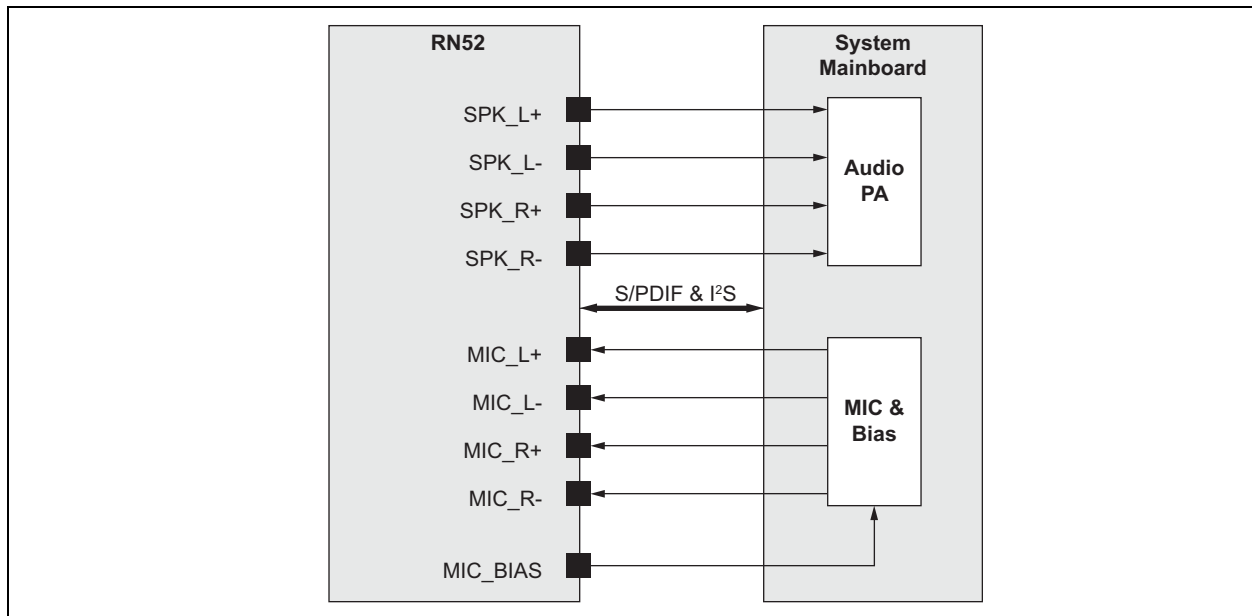 RN52
System
Mainboard
SPK_L+
SPK_L-
SPK_R+
SPK_R-
Audio
PA
S/PDIF & I²S
MIC_L+
MIC_L-
MIC_R+
MIC_R-
MIC &
Bias
MIC_BIAS